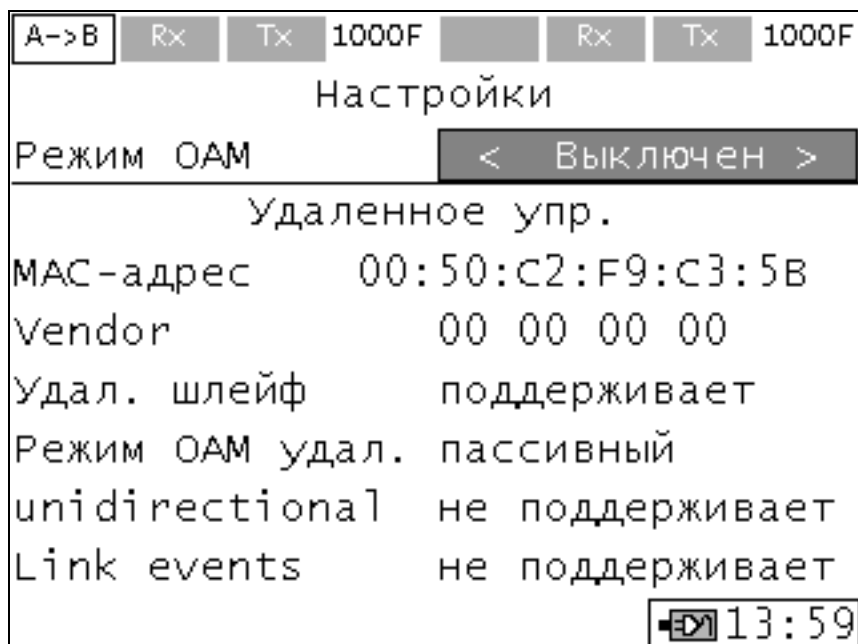 A->B Rx Tx 1000F Rx Tx 1000F
Настройки
Режим OAM < Выключен >
Удаленное упр.
MAC-адрес 00:50:C2:F9:C3:5B
Vendor 00 00 00 00
Удал. шлейф поддерживает
Режим OAM удал. пассивный
unidirectional не поддерживает
Link events не поддерживает
13:59